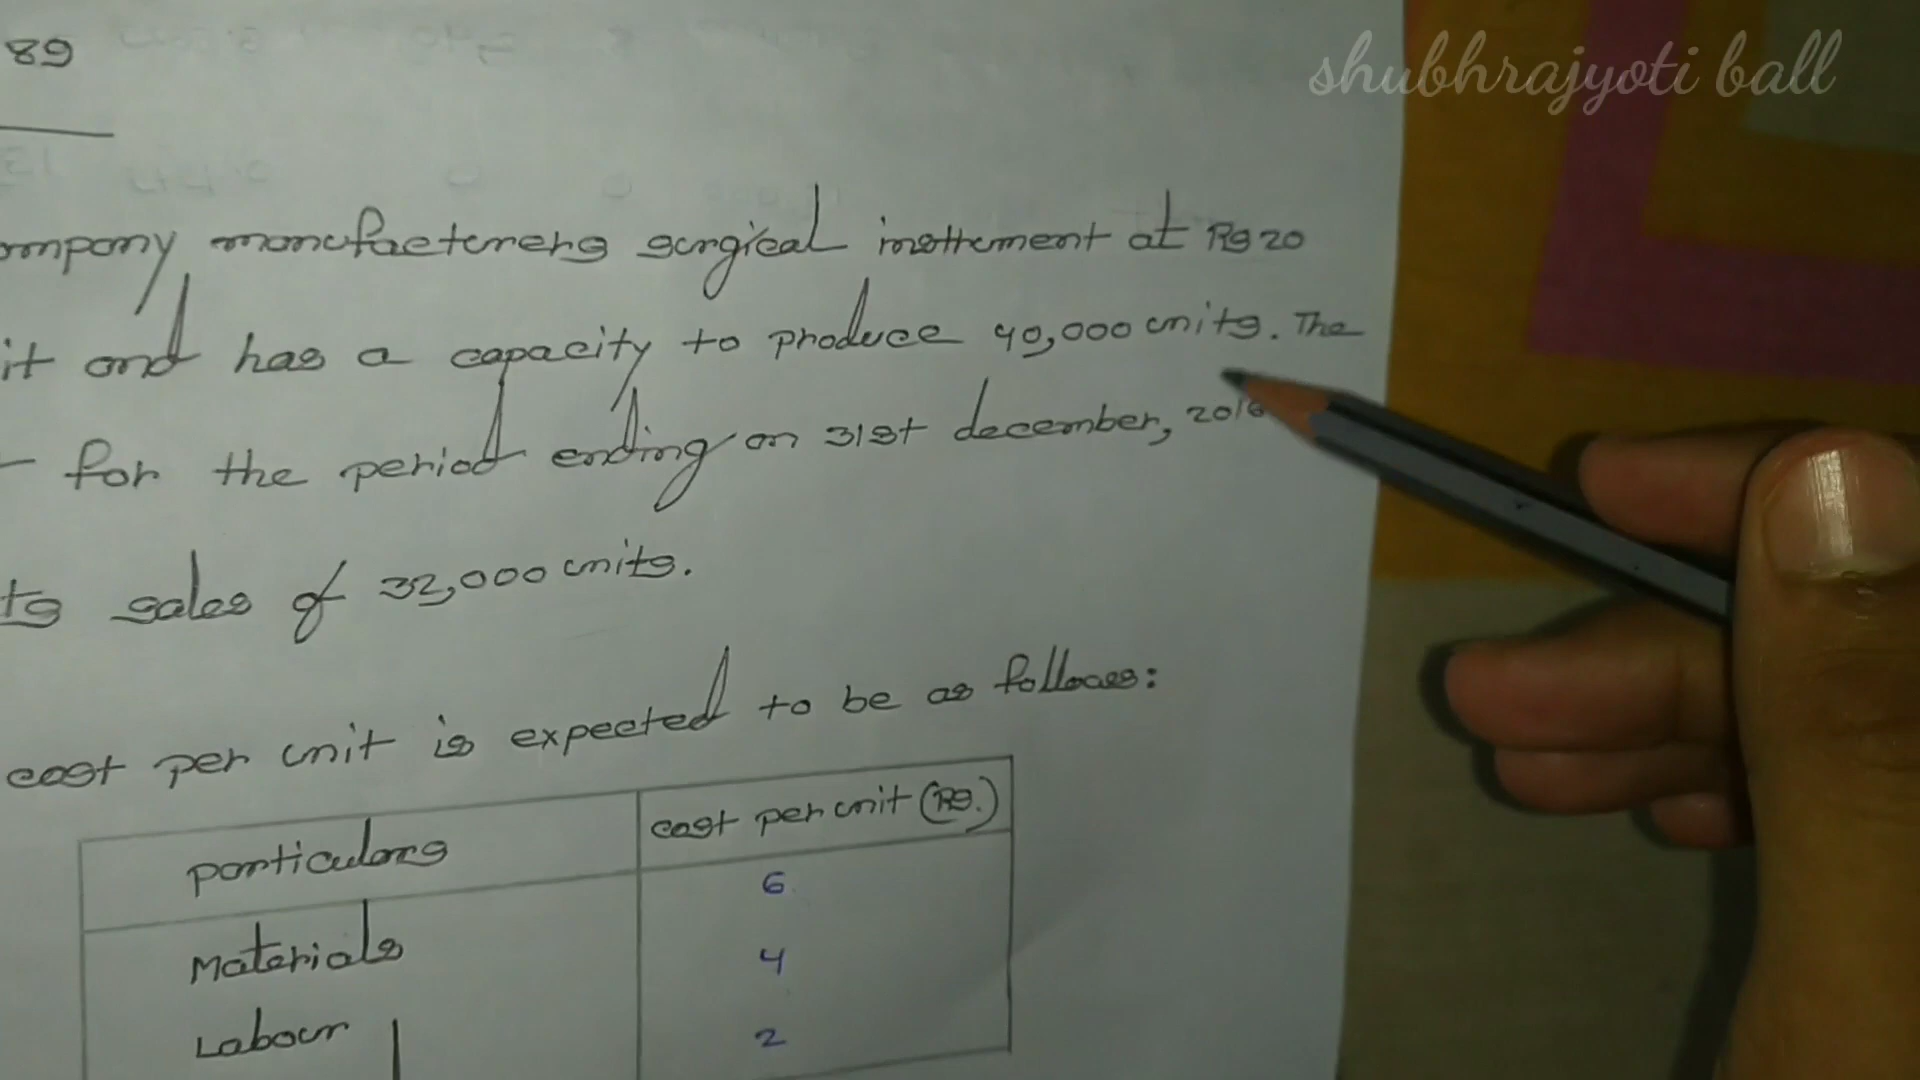 shubhrajyoti ball
89
ompany manufacturers surgical instrument at Rs 20
it and has a capacity to produce 40,000 units. The
for the period ending on 31st december, 2016
ts sales of 32,000 units.
cost per unit is expected to be as follows:
particulars cost per unit (Rs.)
Materials 6
Labour 4
2